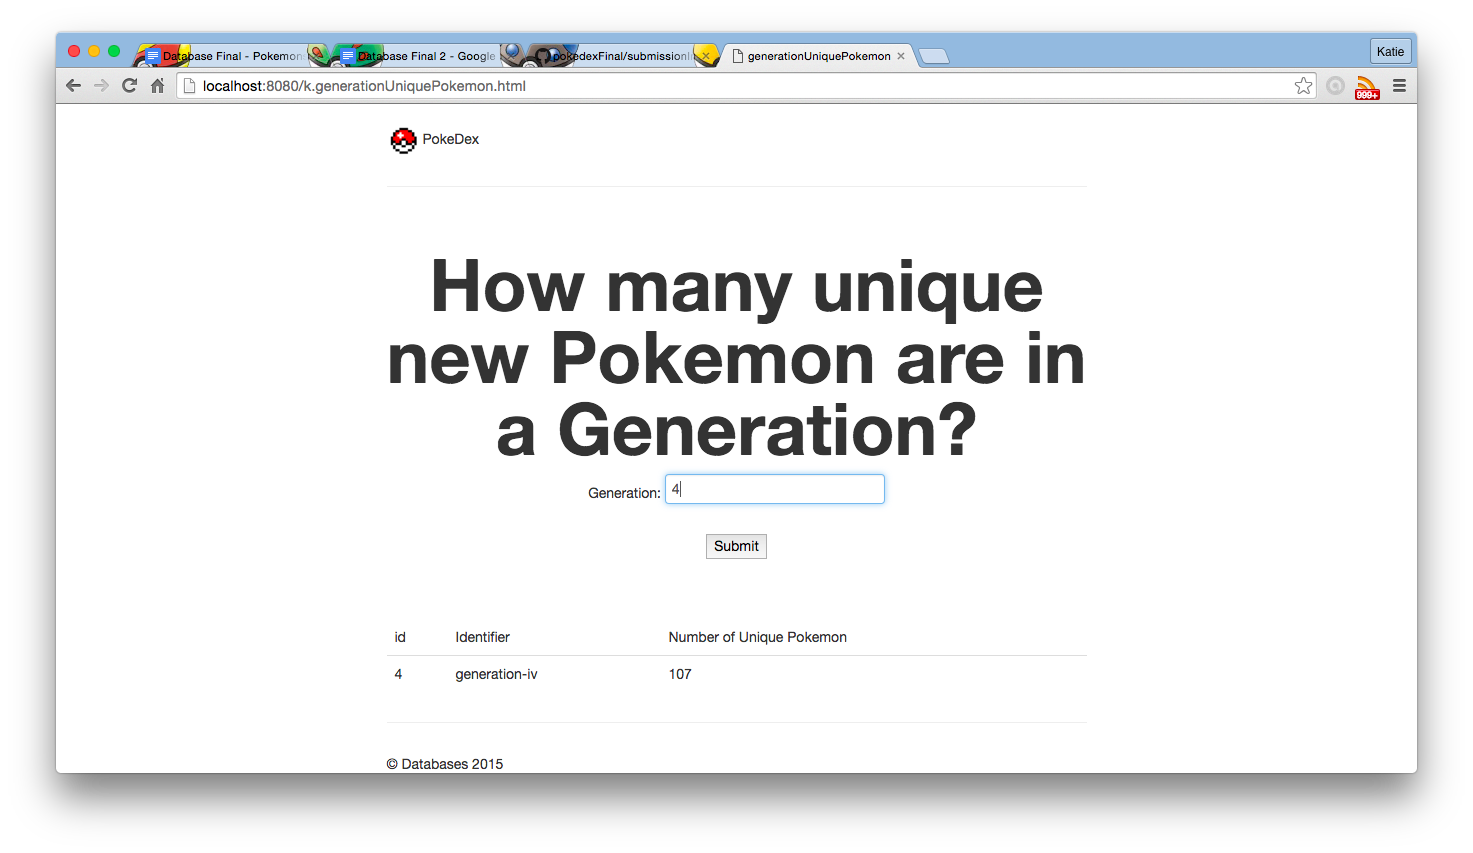 Database Final - Pokemon
Database Final 2 - Google
pokedexFinal/submission
generationUniquePokemon
Katie
localhost:8080/k.generationUniquePokemon.html
999+
PokeDex
How many unique
new Pokemon are in
a Generation?
Generation: 4
Submit
id Identifier Number of Unique Pokemon
4 generation-iv 107
© Databases 2015